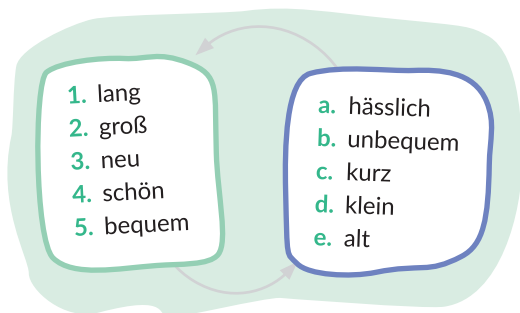 1. lang
2. groß
3. neu
4. schön
5. bequem
a. hässlich
b. unbequem
c. kurz
d. klein
e. alt